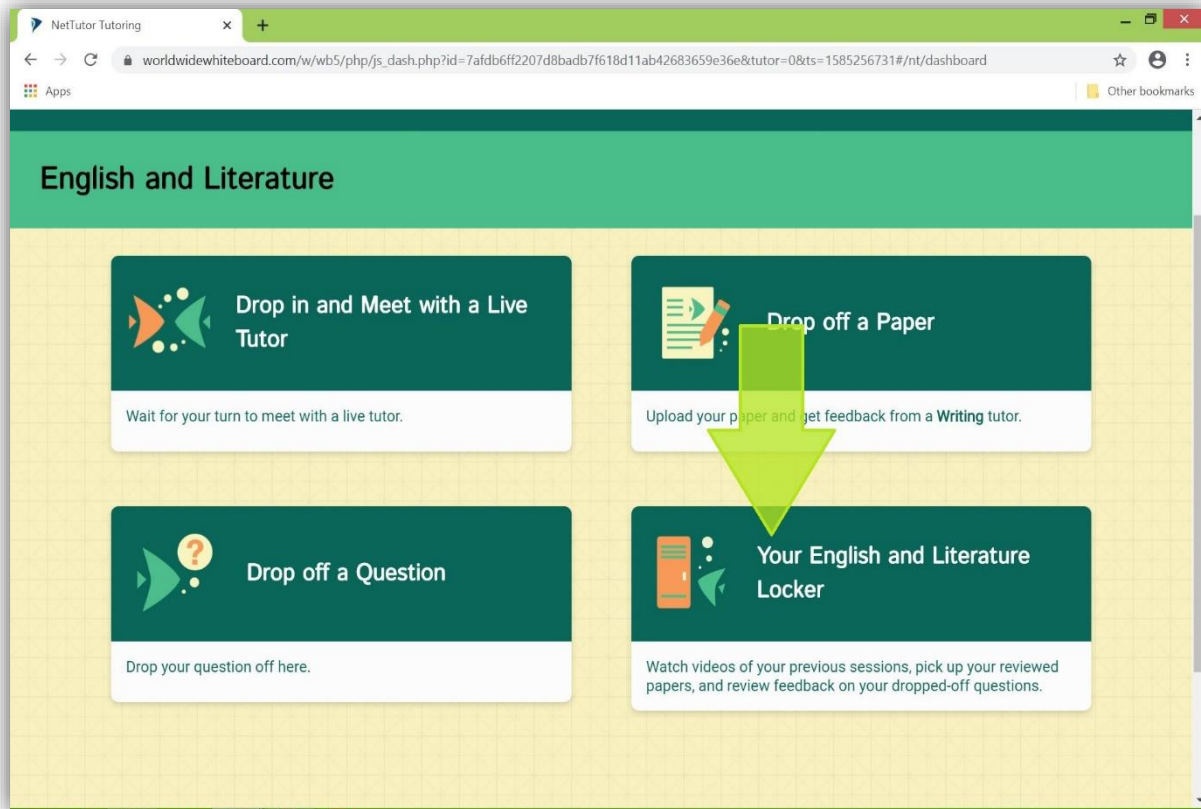 NetTutor Tutoring
worldwidewhiteboard.com/w/wb5/php/js_dash.php?id=7afdb6ff2207d8badb7f618d11ab42683659e36e&tutor=0&ts=1585256731#/nt/dashboard
Apps
Other bookmarks
English and Literature
Drop in and Meet with a Live
Tutor
Wait for your turn to meet with a live tutor.
Drop off a Paper
Upload your paper and get feedback from a Writing tutor.
Drop off a Question
?
Drop your question off here.
Your English and Literature
Locker
Watch videos of your previous sessions, pick up your reviewed
papers, and review feedback on your dropped-off questions.